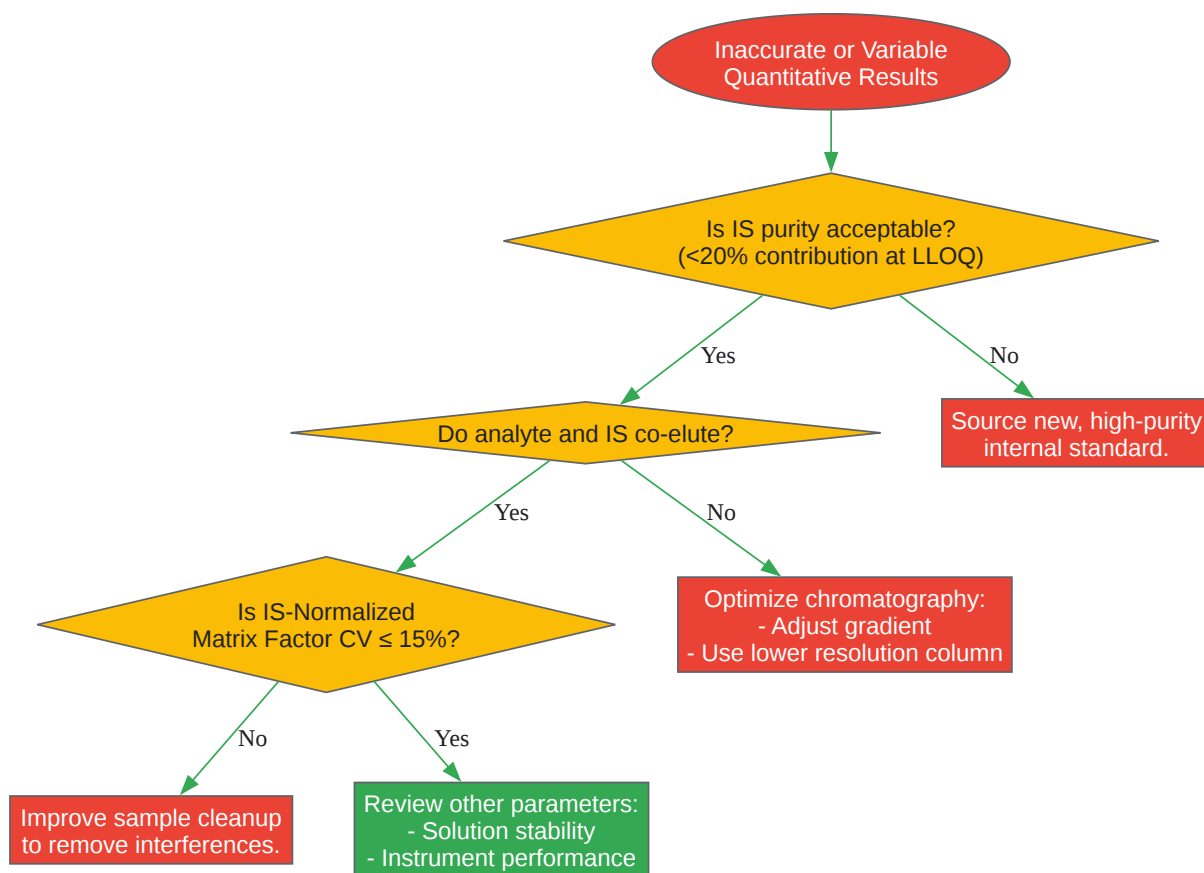 Inaccurate or Variable
Quantitative Results
Is IS purity acceptable?
(<20% contribution at LLOQ)
Yes
No
Do analyte and IS co-elute?
Source new, high-purity
internal standard.
Yes
No
Is IS-Normalized
Matrix Factor CV ≤ 15%?
Optimize chromatography:
- Adjust gradient
- Use lower resolution column
No
Yes
Improve sample cleanup
to remove interferences.
Review other parameters:
- Solution stability
- Instrument performance